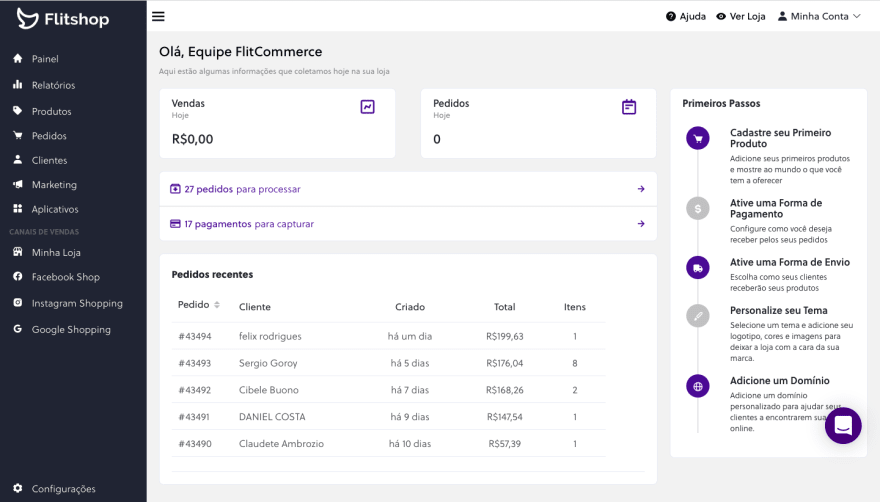 Flitshop
Ajuda
Ver Loja
Minha Conta
Painel
Relatórios
Produtos
Pedidos
Clientes
Marketing
Aplicativos
CANAIS DE VENDAS
Minha Loja
Facebook Shop
Instagram Shopping
Google Shopping
Configurações
Olá, Equipe FlitCommerce
Aqui estão algumas informações que coletamos hoje na sua loja
Vendas
Hoje
R$0,00
Pedidos
Hoje
0
27 pedidos para processar
17 pagamentos para capturar
Pedidos recentes
Pedido Cliente Criado Total Itens
#43494 felix rodrigues há um dia R$199,63 1
#43493 Sergio Goroy há 5 dias R$176,04 8
#43492 Cibele Buono há 7 dias R$168,26 2
#43491 DANIEL COSTA há 9 dias R$147,54 1
#43490 Claudete Ambrozio há 10 dias R$57,39 1
Primeiros Passos
Cadastre seu Primeiro
Produto
Adicione seus primeiros produtos
e mostre ao mundo o que você
tem a oferecer
Ative uma Forma de
Pagamento
Configure como você deseja
receber pelos seus pedidos
Ative uma Forma de Envio
Escolha como seus clientes
receberão seus produtos
Personalize seu Tema
Selecione um tema e adicione seu
logotipo, cores e imagens para
deixar a loja com a cara da sua
marca.
Adicione um Domínio
Adicione um domínio
personalizado para ajudar seus
clientes a encontrarem sua
online.